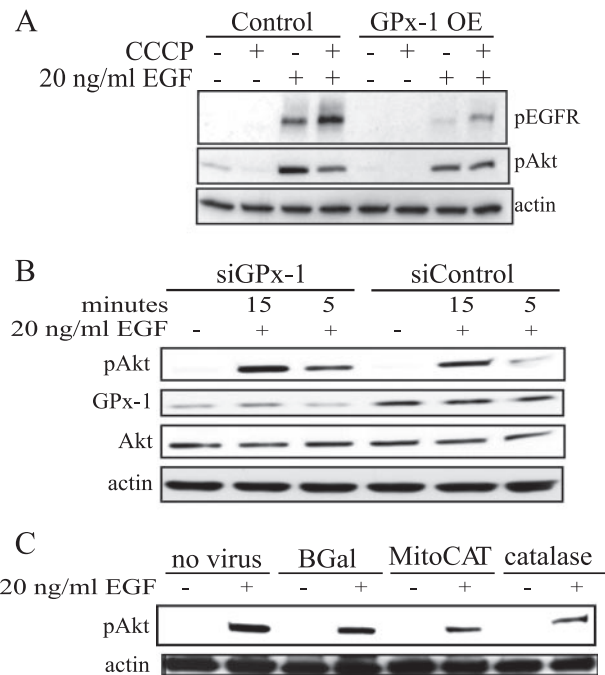 A
Control GPx-1 OE
CCCP - + - + - + - +
20 ng/ml EGF - - + + - - + +
pEGFR
pAkt
actin
B
siGPx-1 siControl
minutes 15 5 15 5
20 ng/ml EGF - + + - + +
pAkt
GPx-1
Akt
actin
C
no virus BGal MitoCAT catalase
20 ng/ml EGF - + - + - + - +
pAkt
actin